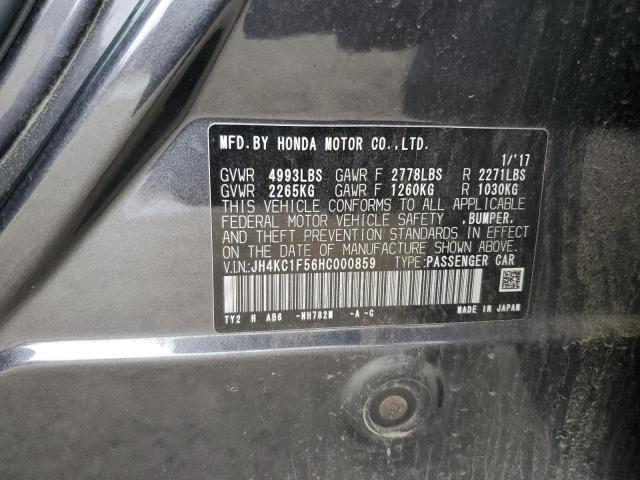 MFD.BY HONDA MOTOR CO.,LTD.
1/'17
GVWR 4993LBS GAWR F 2778LBS R 2271LBS
GVWR 2265KG GAWR F 1260KG R 1030KG
THIS VEHICLE CONFORMS TO ALL APPLICABLE
FEDERAL MOTOR VEHICLE SAFETY ,BUMPER,
AND THEFT PREVENTION STANDARDS IN EFFECT
ON THE DATE OF MANUFACTURE SHOWN ABOVE.
V.IN:JH4KC1F56HC000859 TYPE:PASSENGER CAR
TY2 H AB6 -NH782M -A -C MADE IN JAPAN